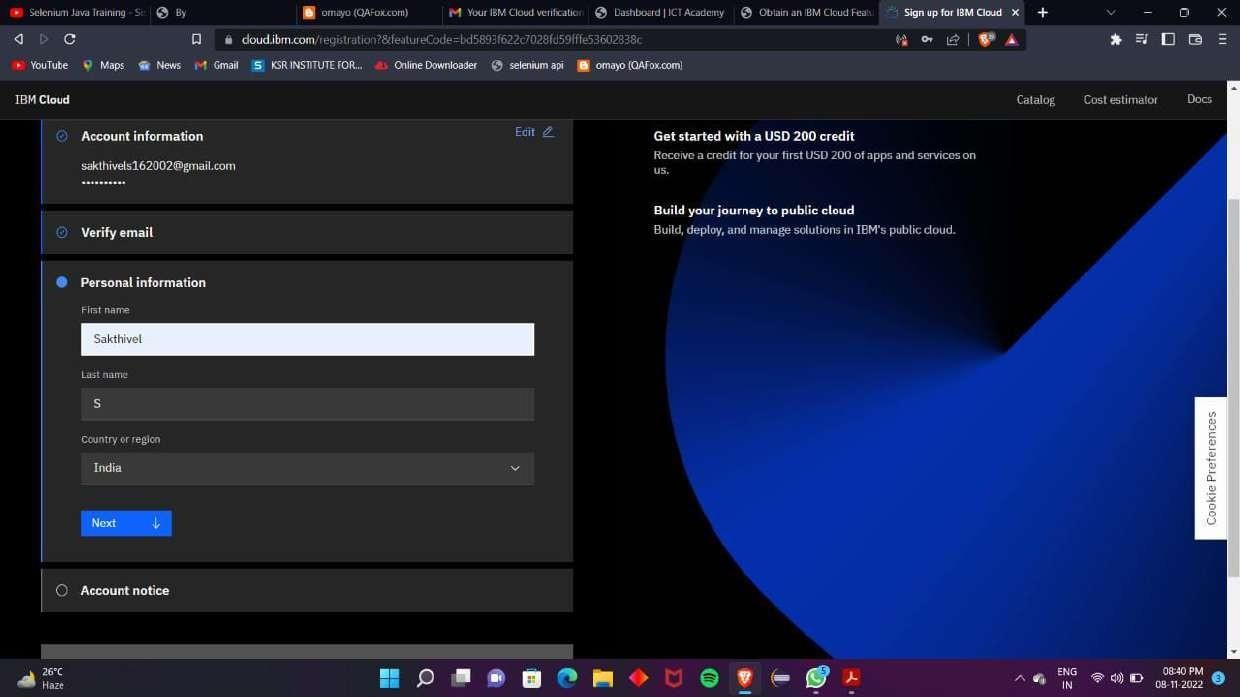 Selenium Java Training - Se
By
omayo (QAFox.com)
Your IBM Cloud verification
Dashboard | ICT Academy
Obtain an IBM Cloud Featu
Sign up for IBM Cloud
cloud.ibm.com/registration?&featureCode=bd5893f622c7028fd59fffe53602838c
YouTube
Maps
News
Gmail
KSR INSTITUTE FOR...
Online Downloader
selenium api
omayo (QAFox.com)
IBM Cloud
Catalog
Cost estimator
Docs
Account information
Edit
sakthivels162002@gmail.com
••••••••••
Verify email
Personal information
First name
Sakthivel
Last name
S
Country or region
India
Next
Account notice
Get started with a USD 200 credit
Receive a credit for your first USD 200 of apps and services on
us.
Build your journey to public cloud
Build, deploy, and manage solutions in IBM's public cloud.
Cookie Preferences
26°C
Haze
5
ENG
IN
08:40 PM
08-11-2022
3